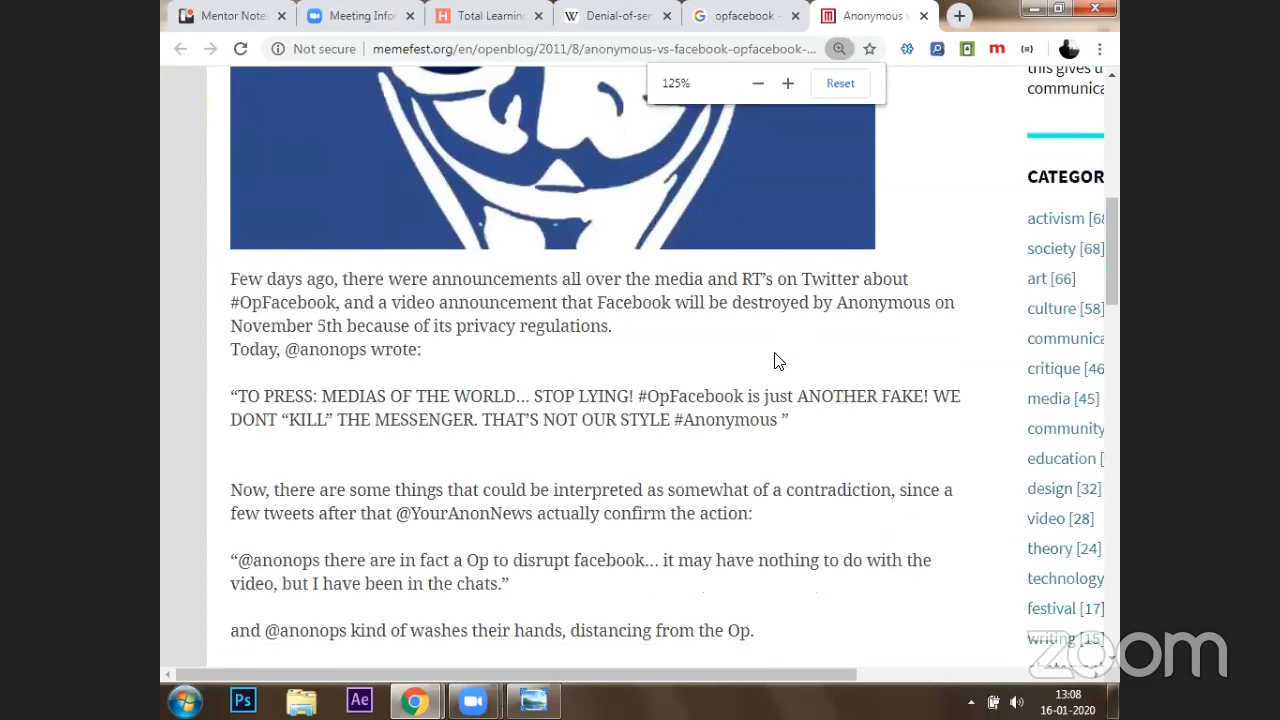 Mentor Note
Meeting Info
Total Learnin
Denial-of-ser
opfacebook -
Anonymous
Not secure
memefest.org/en/openblog/2011/8/anonymous-vs-facebook-opfacebook-...
125%
Reset
this gives u
communica
CATEGOR
activism [68
society [68]
art [66]
culture [58]
communica
critique [46
media [45]
community
education [
design [32]
video [28]
theory [24]
technology
festival [17]
writing [15]
Few days ago, there were announcements all over the media and RT’s on Twitter about
#OpFacebook, and a video announcement that Facebook will be destroyed by Anonymous on
November 5th because of its privacy regulations.
Today, @anonops wrote:
“TO PRESS: MEDIAS OF THE WORLD… STOP LYING! #OpFacebook is just ANOTHER FAKE! WE
DONT “KILL” THE MESSENGER. THAT’S NOT OUR STYLE #Anonymous ”
Now, there are some things that could be interpreted as somewhat of a contradiction, since a
few tweets after that @YourAnonNews actually confirm the action:
“@anonops there are in fact a Op to disrupt facebook… it may have nothing to do with the
video, but I have been in the chats.”
and @anonops kind of washes their hands, distancing from the Op.
zoom
Ps
Ae
13:08
16-01-2020